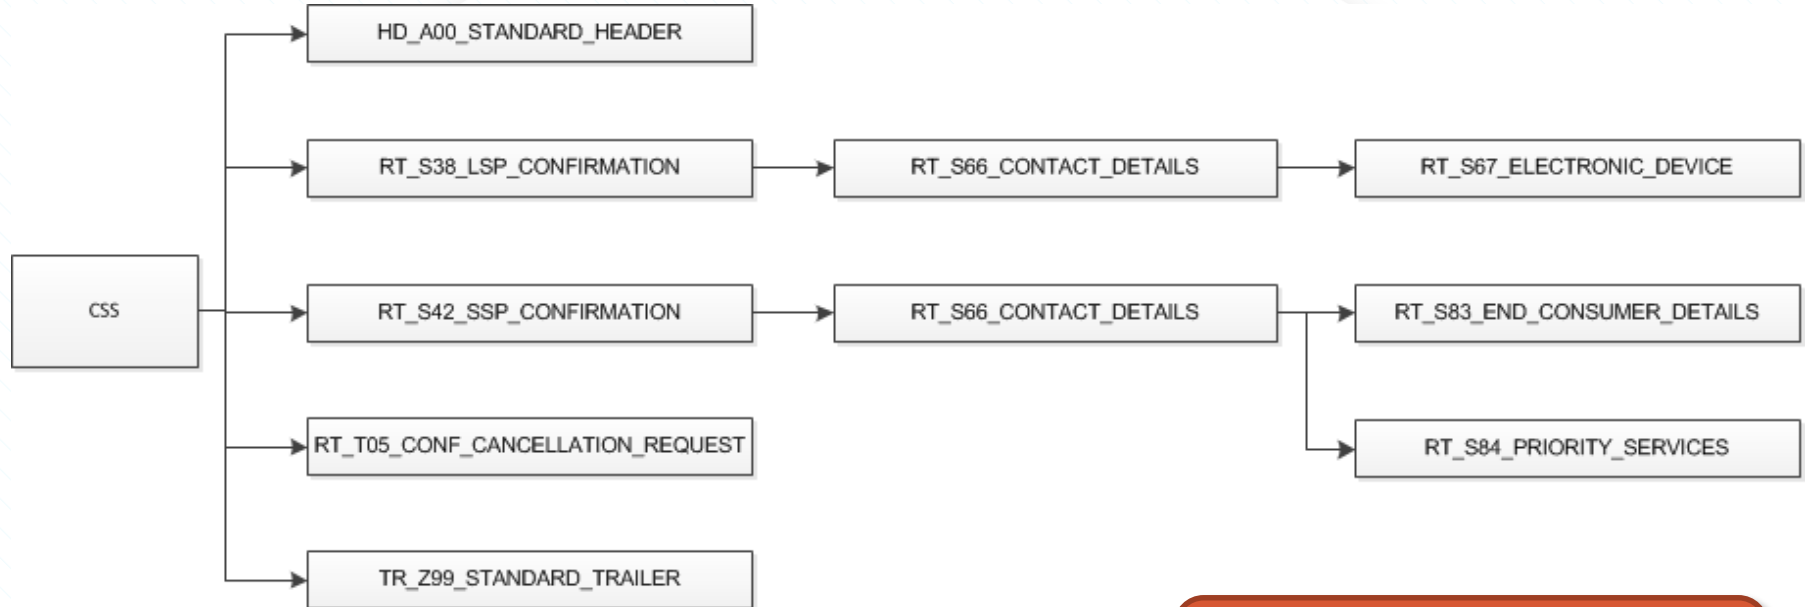 HD_A00_STANDARD_HEADER
RT_S38_LSP_CONFIRMATION
RT_S66_CONTACT_DETAILS
RT_S67_ELECTRONIC_DEVICE
CSS
RT_S42_SSP_CONFIRMATION
RT_S66_CONTACT_DETAILS
RT_S83_END_CONSUMER_DETAILS
RT_T05_CONF_CANCELLATION_REQUEST
RT_S84_PRIORITY_SERVICES
TR_Z99_STANDARD_TRAILER